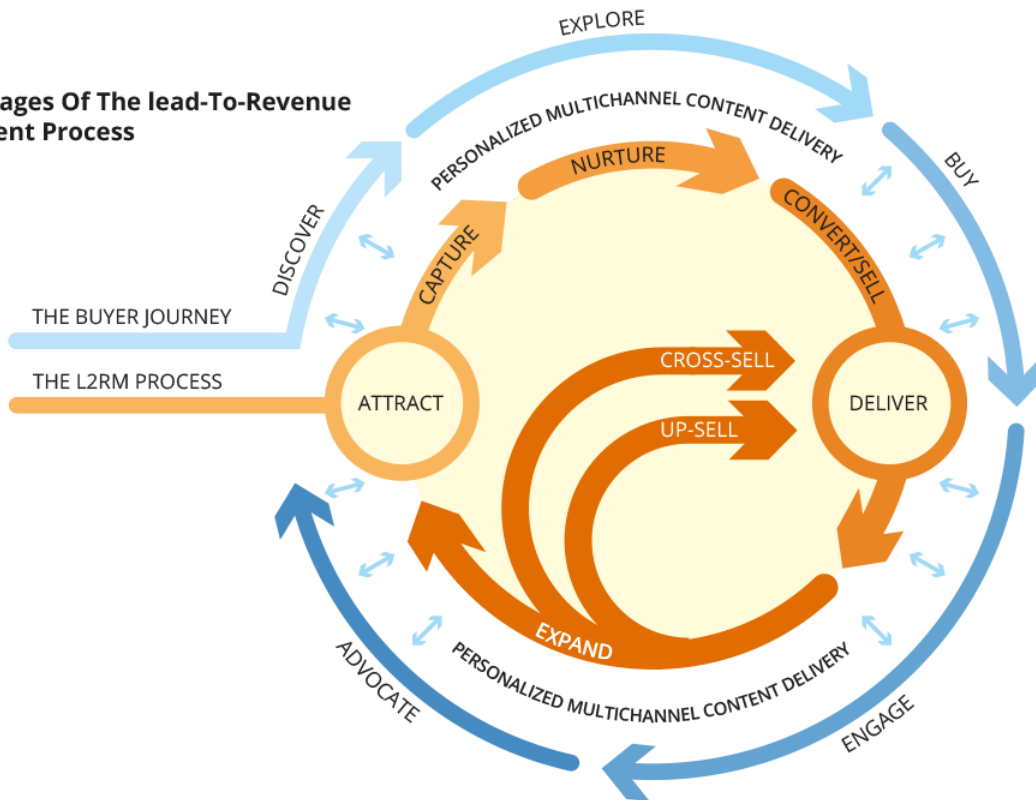 ages Of The lead-To-Revenue
ent Process
EXPLORE
PERSONALIZED MULTICHANNEL CONTENT DELIVERY
NURTURE
BUY
CONVERT/SELL
DISCOVER
CAPTURE
THE BUYER JOURNEY
THE L2RM PROCESS
ATTRACT
CROSS-SELL
UP-SELL
DELIVER
EXPAND
PERSONALIZED MULTICHANNEL CONTENT DELIVERY
ADVOCATE
ENGAGE